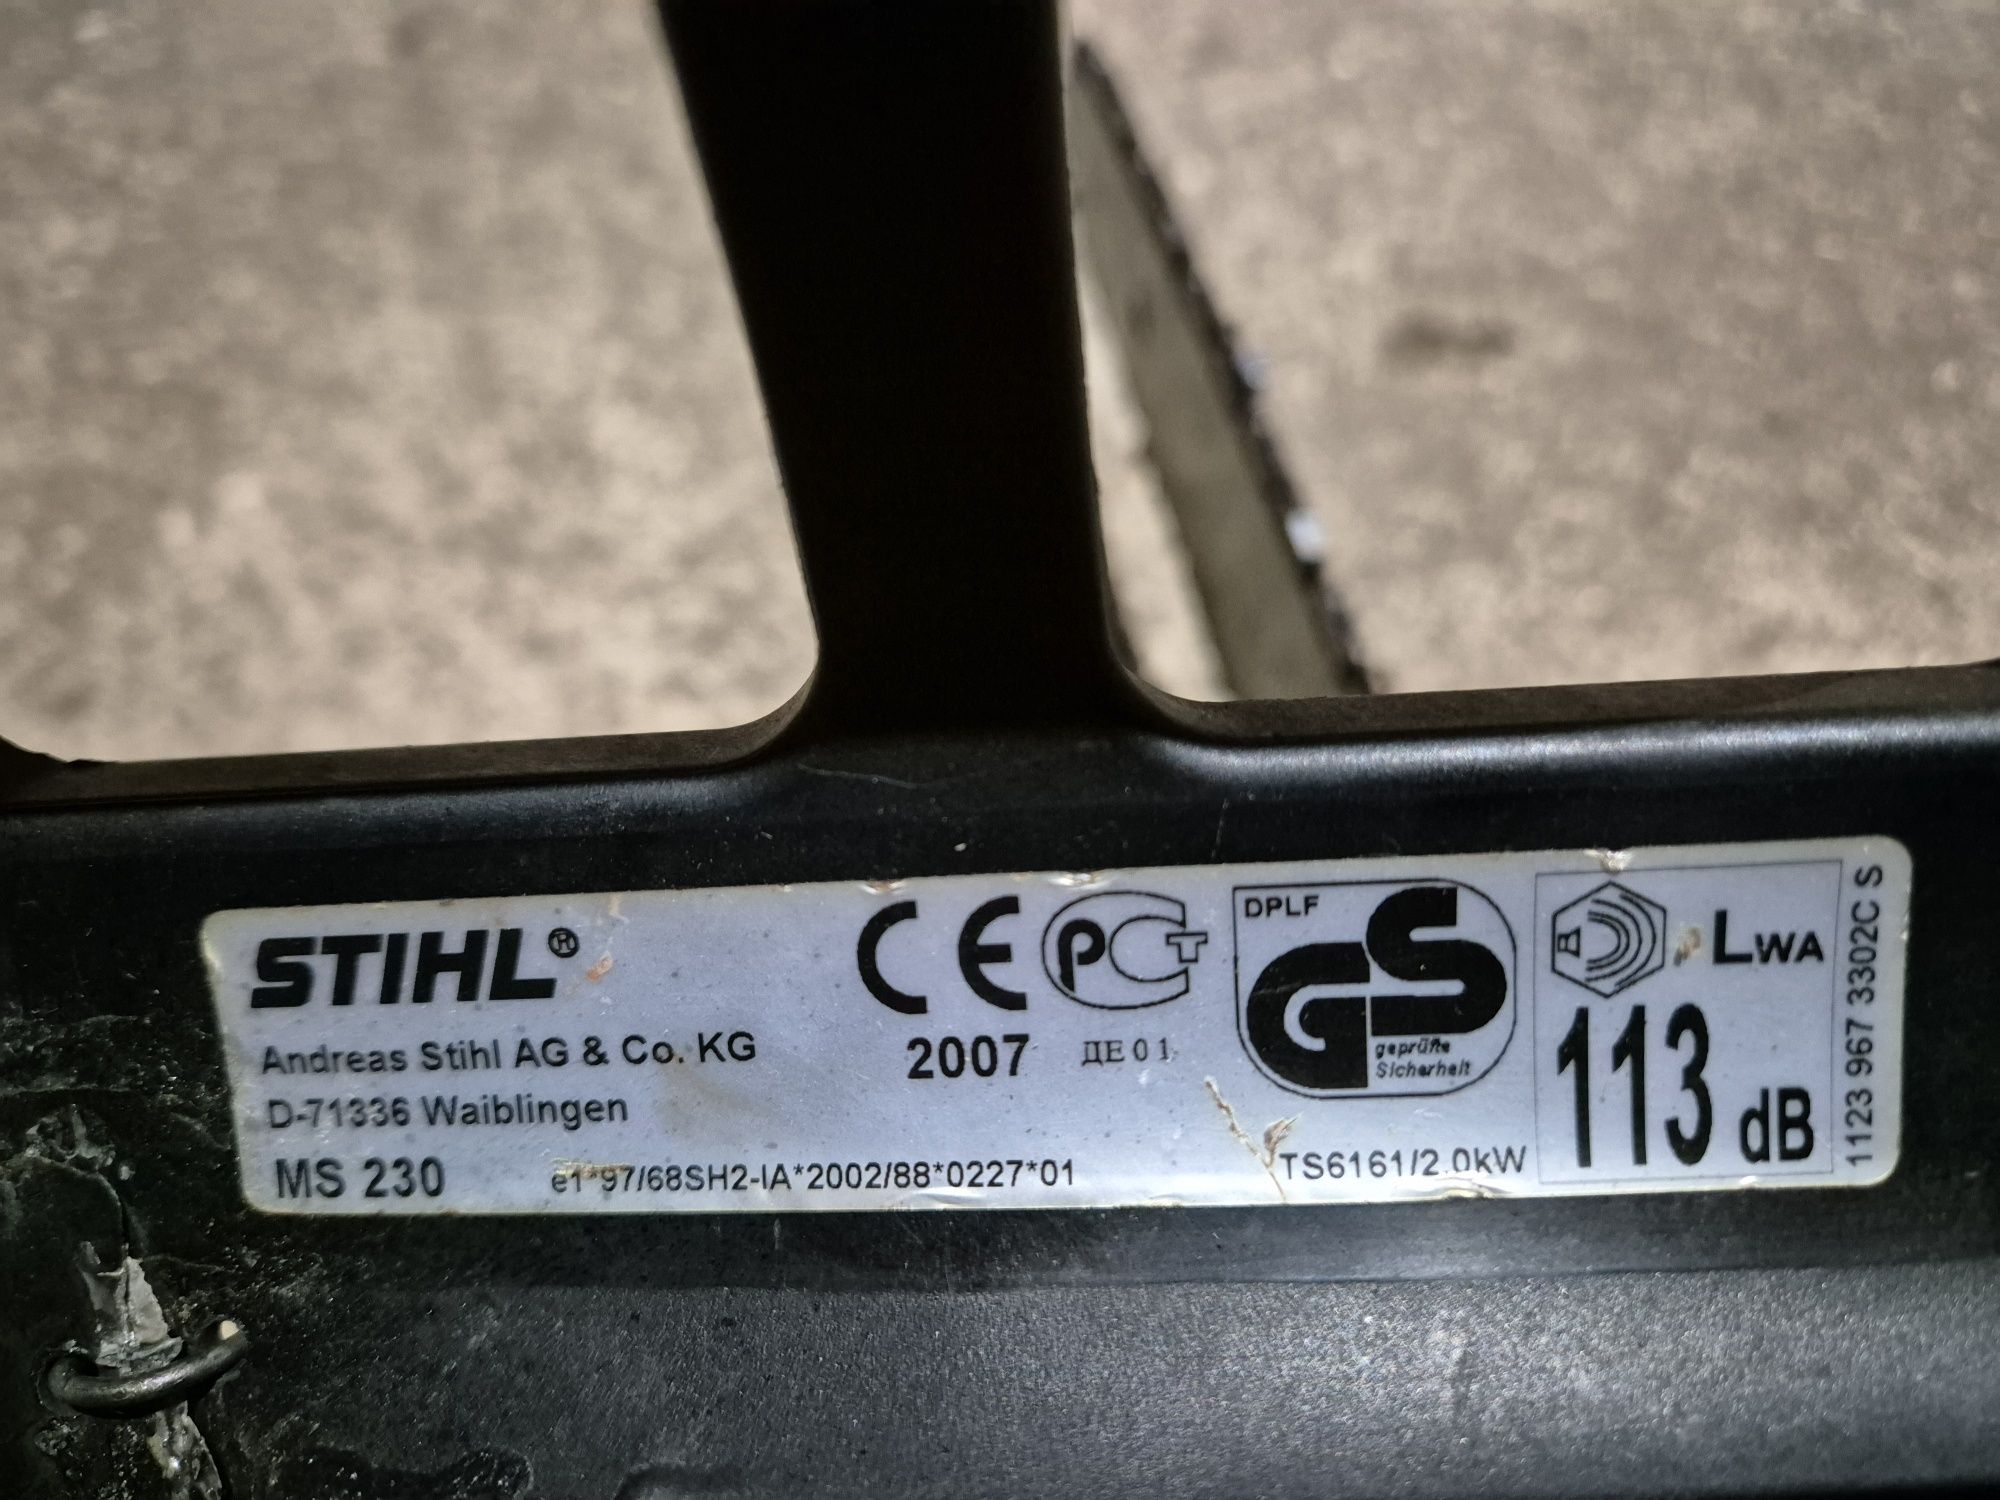 STIHL®
Andreas Stihl AG & Co. KG
D-71336 Waiblingen
MS 230
e1*97/68SH2-IA*2002/88*0227*01
CE
2007
РСТ
ДЕ 0 1
DPLF
GS
geprüfte
Sicherheit
TS6161/2.0kW
LWA
113 dB
1123 967 3302C S